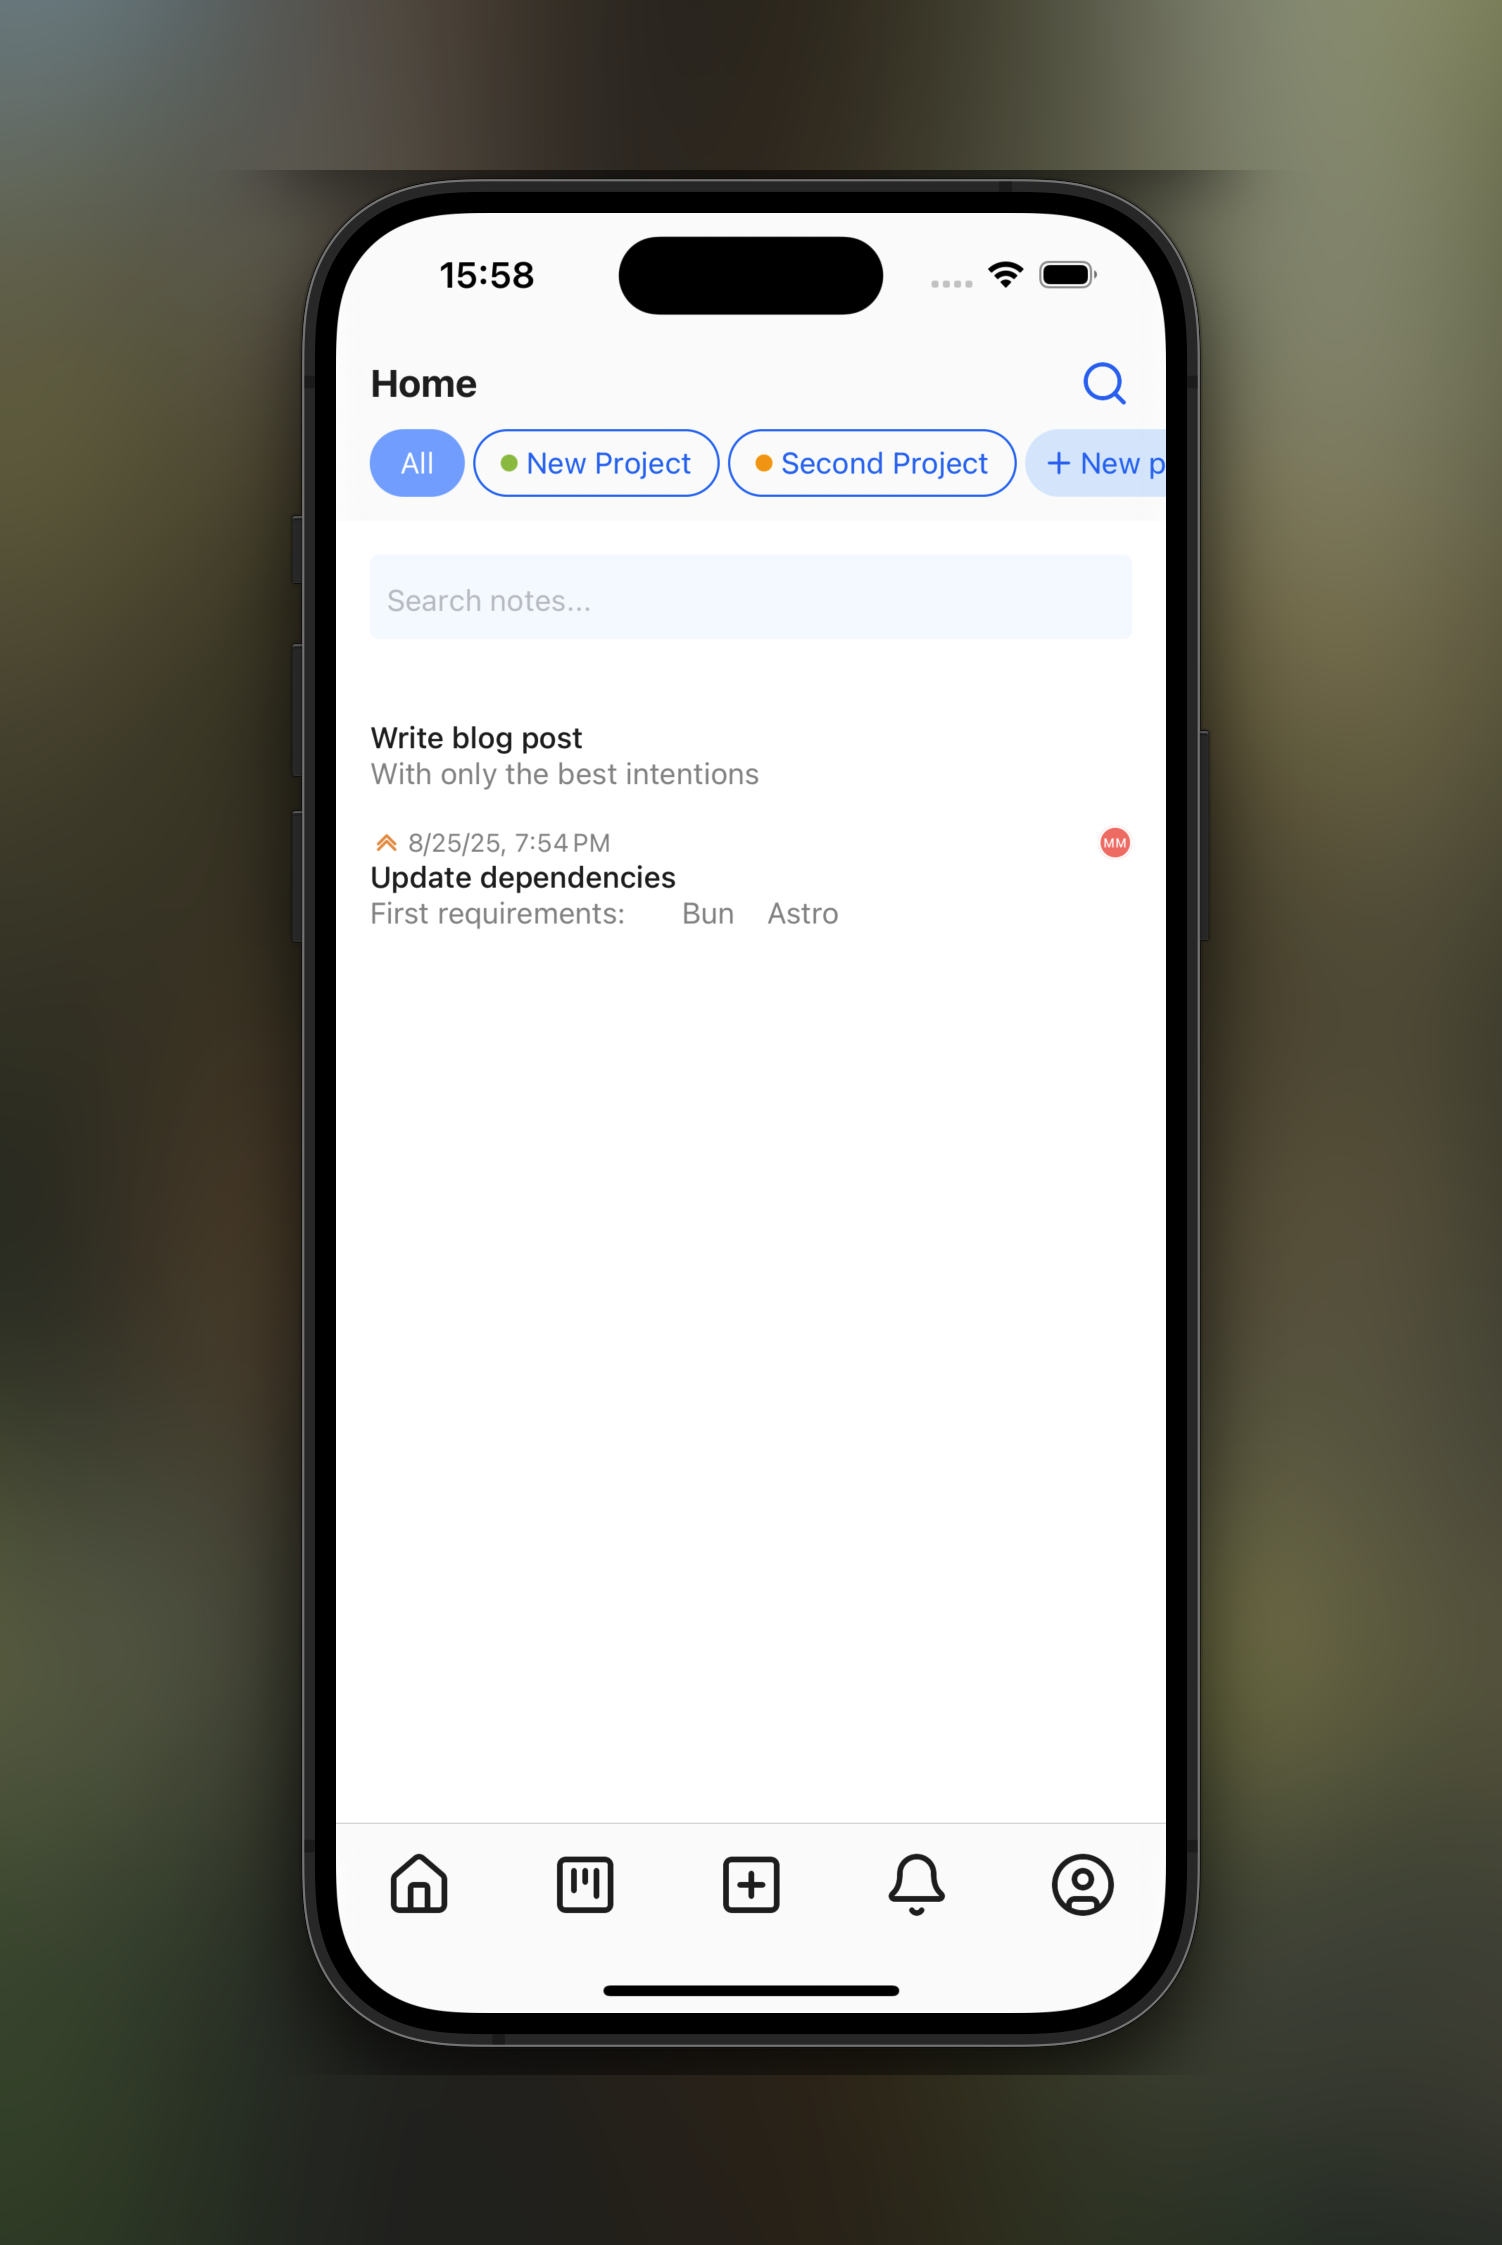 15:58
Home
All
New Project
Second Project
+ New p
Search notes...
Write blog post
With only the best intentions
8/25/25, 7:54 PM
MM
Update dependencies
First requirements: Bun Astro